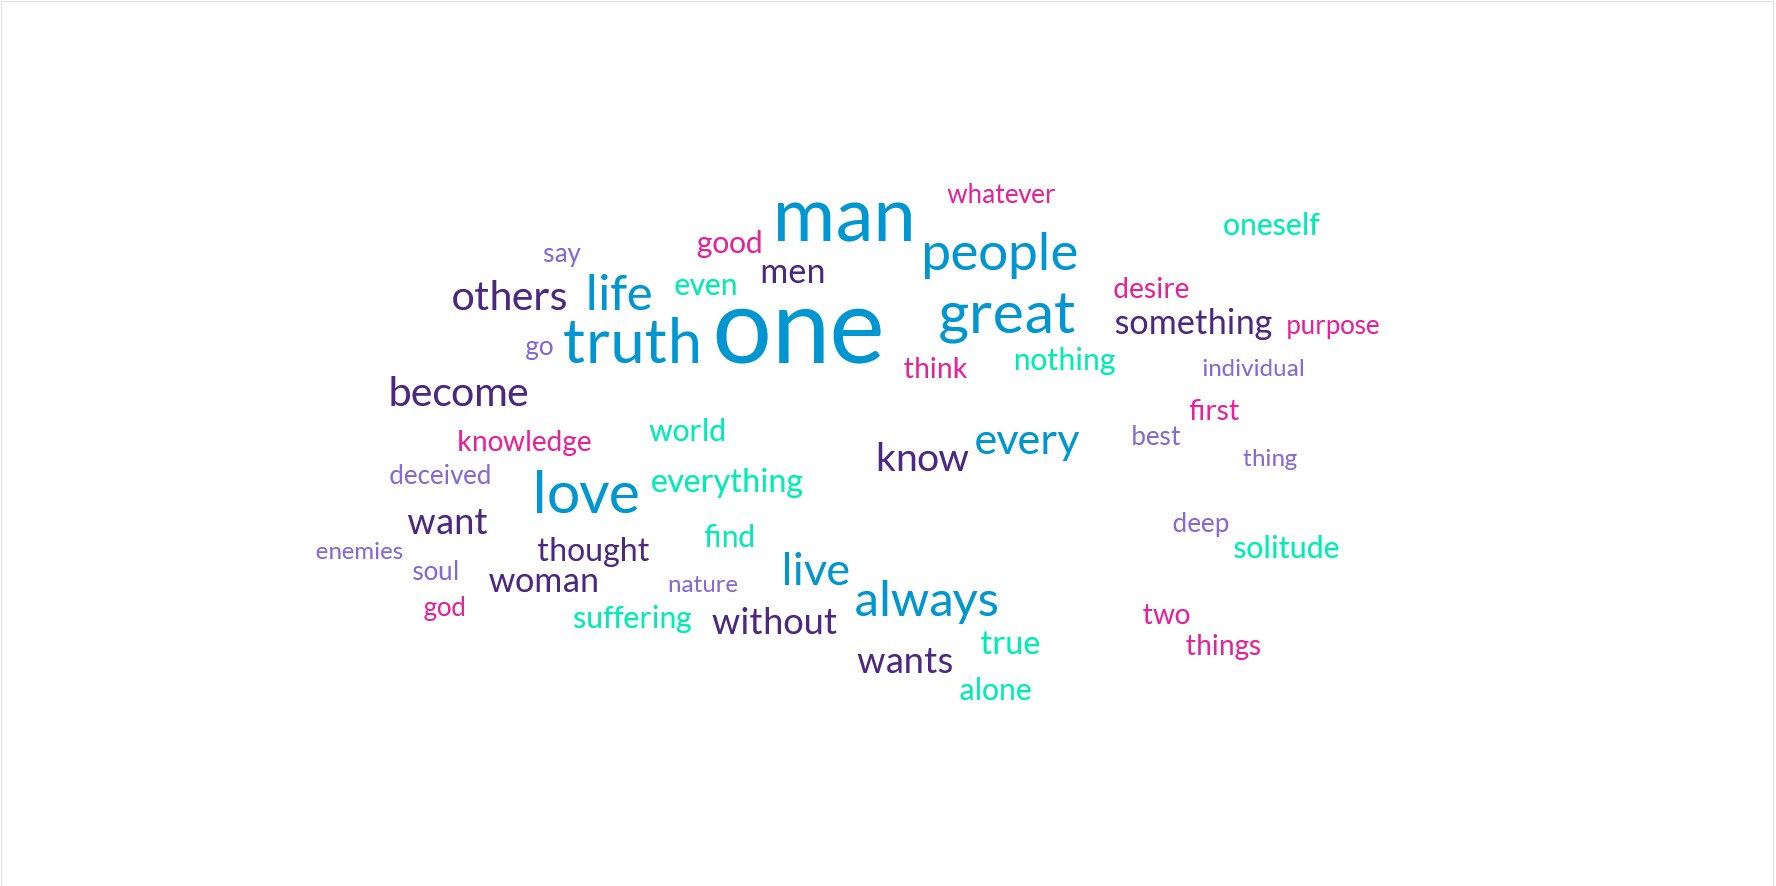 whatever
man
oneself
good
people
say
men
even
desire
others
life
great
something
purpose
one
truth
go
nothing
think
individual
become
first
world
best
knowledge
every
know
thing
deceived
everything
love
want
deep
find
solitude
thought
enemies
soul
live
woman
nature
always
god
suffering
without
two
true
things
wants
alone